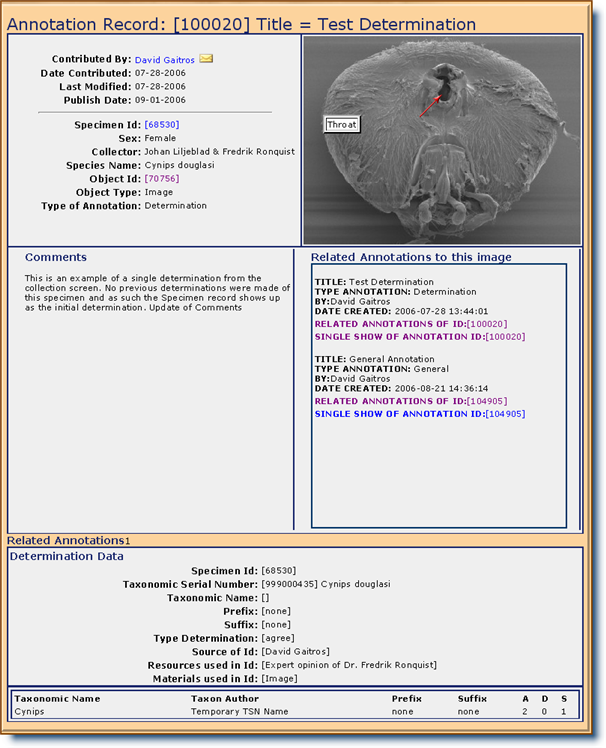 Annotation Record: [100020] Title = Test Determination
Contributed By: David Gaitros
Date Contributed: 07-28-2006
Last Modified: 07-28-2006
Publish Date: 09-01-2006
Specimen Id: [68530]
Sex: Female
Collector: Johan Liljeblad & Fredrik Ronquist
Species Name: Cynips douglasi
Object Id: [70756]
Object Type: Image
Type of Annotation: Determination
Throat
Comments
This is an example of a single determination from the
collection screen. No previous determinations were made of
this specimen and as such the Specimen record shows up
as the initial determination. Update of Comments
Related Annotations to this image
TITLE: Test Determination
TYPE ANNOTATION: Determination
BY:David Gaitros
DATE CREATED: 2006-07-28 13:44:01
RELATED ANNOTATIONS OF ID:[100020]
SINGLE SHOW OF ANNOTATION ID:[100020]
TITLE: General Annotation
TYPE ANNOTATION: General
BY:David Gaitros
DATE CREATED: 2006-08-21 14:36:14
RELATED ANNOTATIONS OF ID:[104905]
SINGLE SHOW OF ANNOTATION ID:[104905]
Related Annotations1
Determination Data
Specimen Id: [68530]
Taxonomic Serial Number: [999000435] Cynips douglasi
Taxonomic Name: []
Prefix: [none]
Suffix: [none]
Type Determination: [agree]
Source of Id: [David Gaitros]
Resources used in Id: [Expert opinion of Dr. Fredrik Ronquist]
Materials used in Id: [Image]
Taxonomic Name Taxon Author Prefix Suffix A D S
Cynips Temporary TSN Name none none 2 0 1